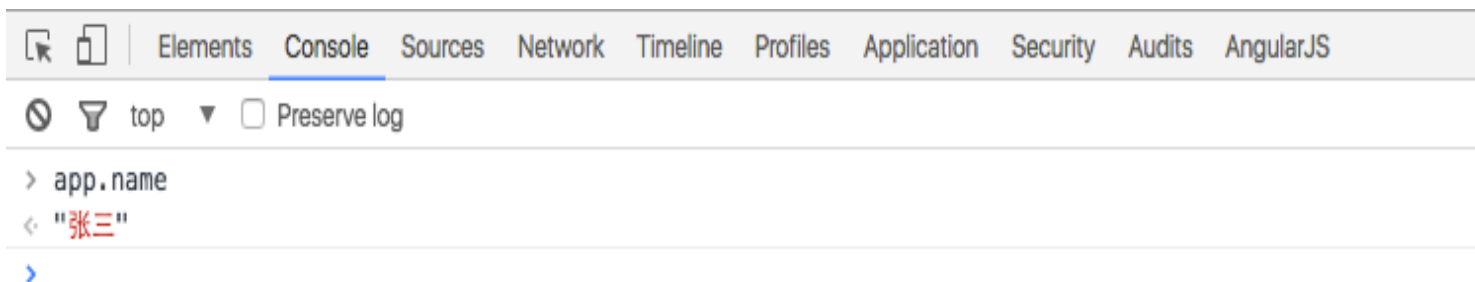 Elements Console Sources Network Timeline Profiles Application Security Audits AngularJS
top ▼ Preserve log
> app.name
"张三"
>